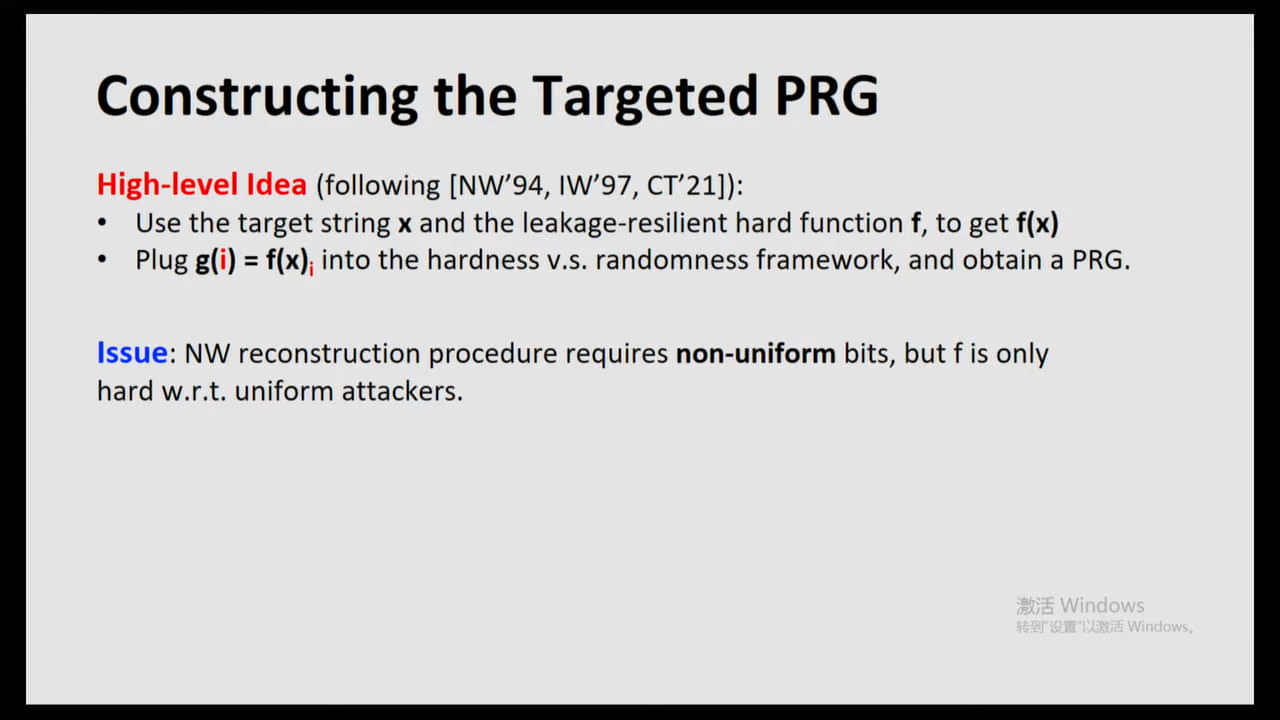 Constructing the Targeted PRG
High-level Idea (following [NW’94, IW’97, CT’21]):
• Use the target string x and the leakage-resilient hard function f, to get f(x)
• Plug g(i) = f(x)i into the hardness v.s. randomness framework, and obtain a PRG.
Issue: NW reconstruction procedure requires non-uniform bits, but f is only
hard w.r.t. uniform attackers.
激活 Windows
转到“设置”以激活 Windows。